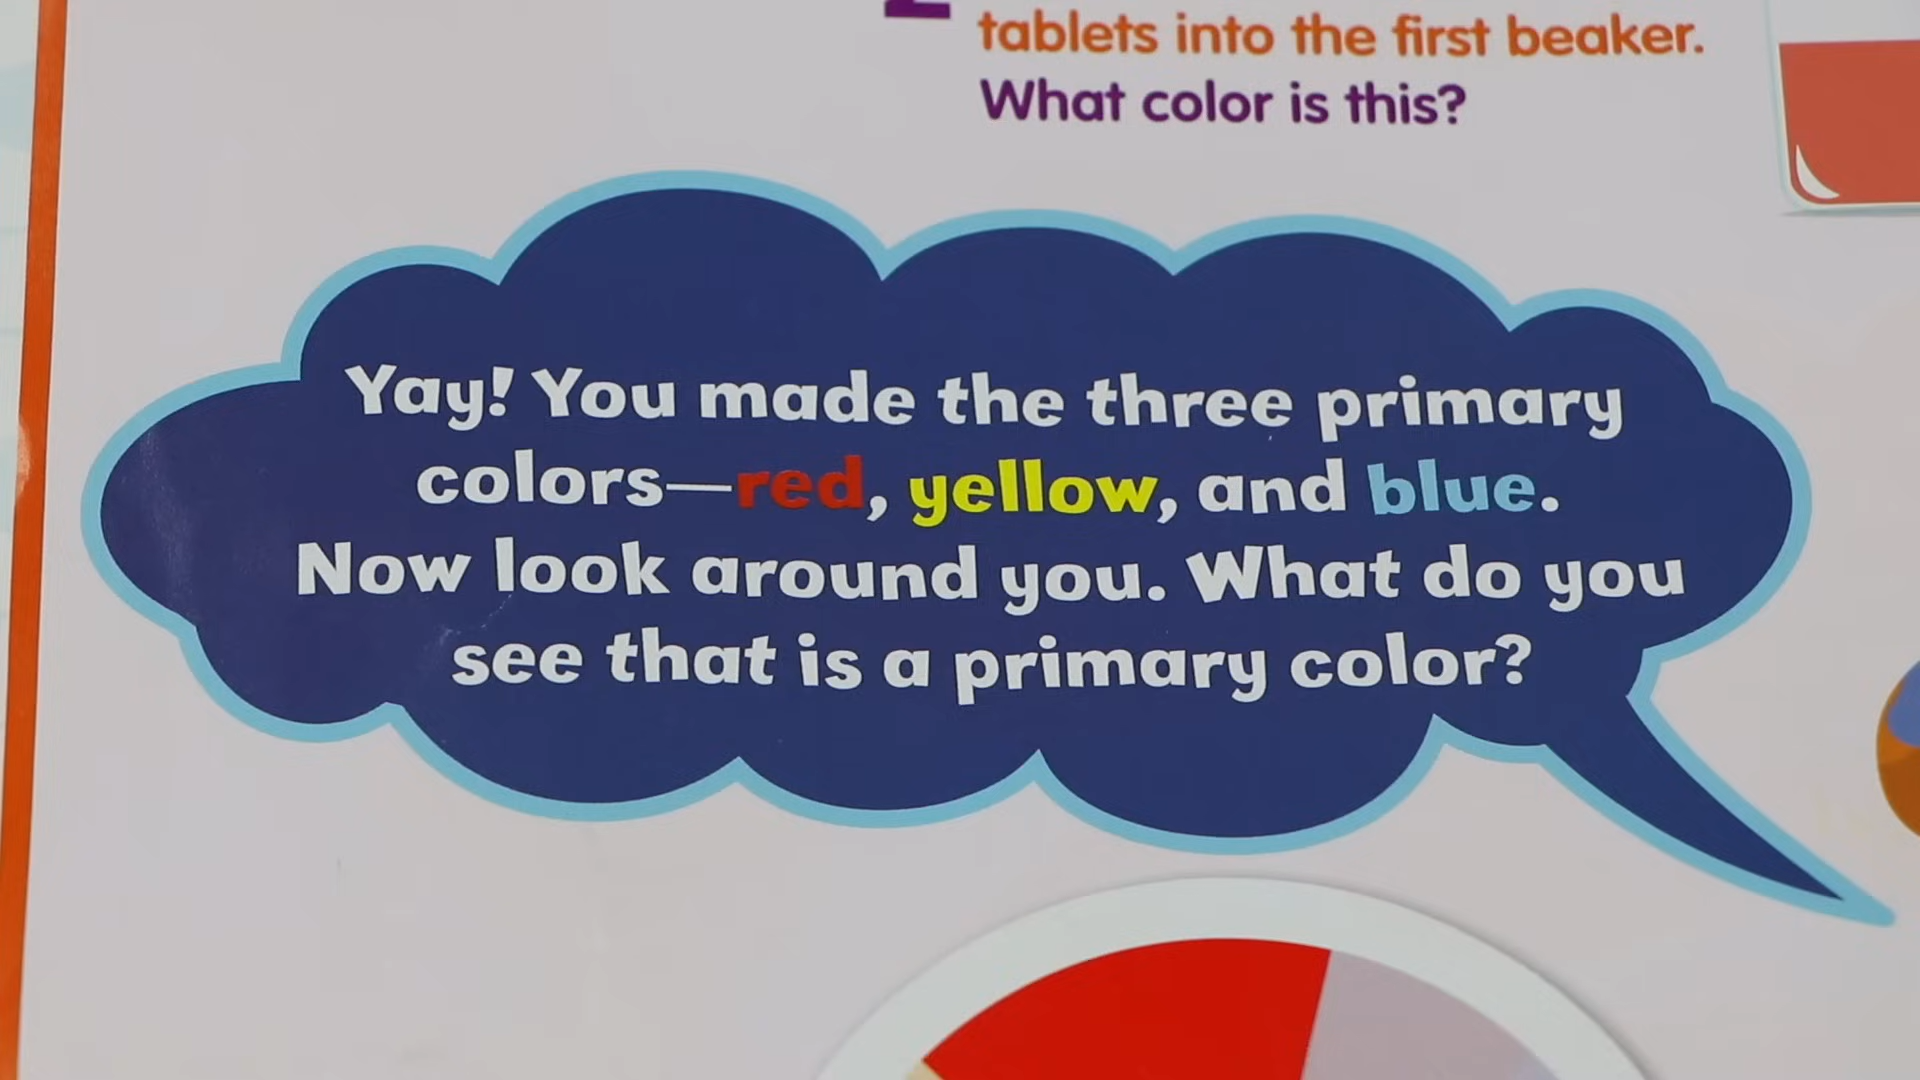 tablets into the first beaker.
What color is this?
Yay! You made the three primary
colors—red, yellow, and blue.
Now look around you. What do you
see that is a primary color?